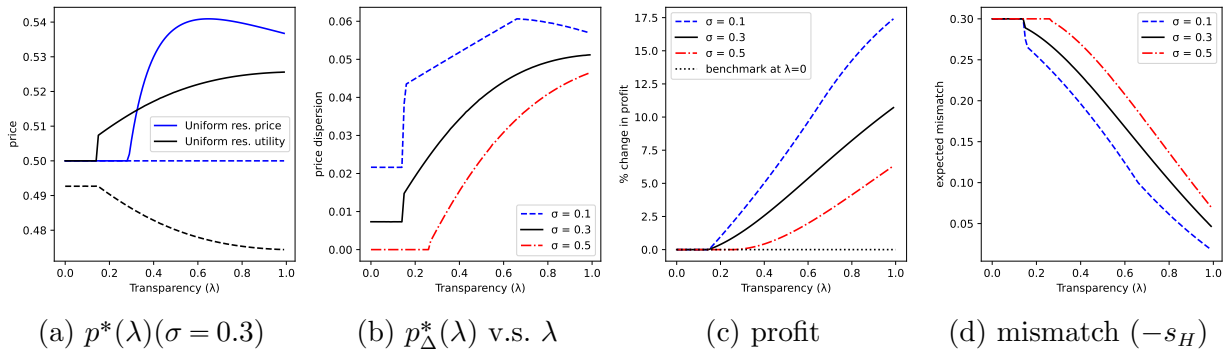 price
0.54
0.53
0.52
0.51
0.50
0.49
0.48
0.0 0.2 0.4 0.6 0.8 1.0
Transparency (λ)
Uniform res. price
Uniform res. utility
(a) p*(λ)(σ = 0.3)
price dispersion
0.06
0.05
0.04
0.03
0.02
0.01
0.00
0.0 0.2 0.4 0.6 0.8 1.0
Transparency (λ)
σ = 0.1
σ = 0.3
σ = 0.5
(b) p*Δ(λ) v.s. λ
% change in profit
17.5
15.0
12.5
10.0
7.5
5.0
2.5
0.0
0.0 0.2 0.4 0.6 0.8 1.0
Transparency (λ)
σ = 0.1
σ = 0.3
σ = 0.5
benchmark at λ=0
(c) profit
expected mismatch
0.30
0.25
0.20
0.15
0.10
0.05
0.0 0.2 0.4 0.6 0.8 1.0
Transparency (λ)
σ = 0.1
σ = 0.3
σ = 0.5
(d) mismatch (−sH)